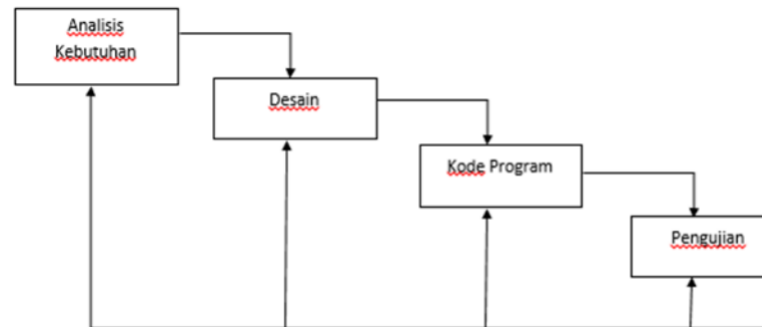 Analisis
Kebutuhan
Desain
Kode Program
Pengujian